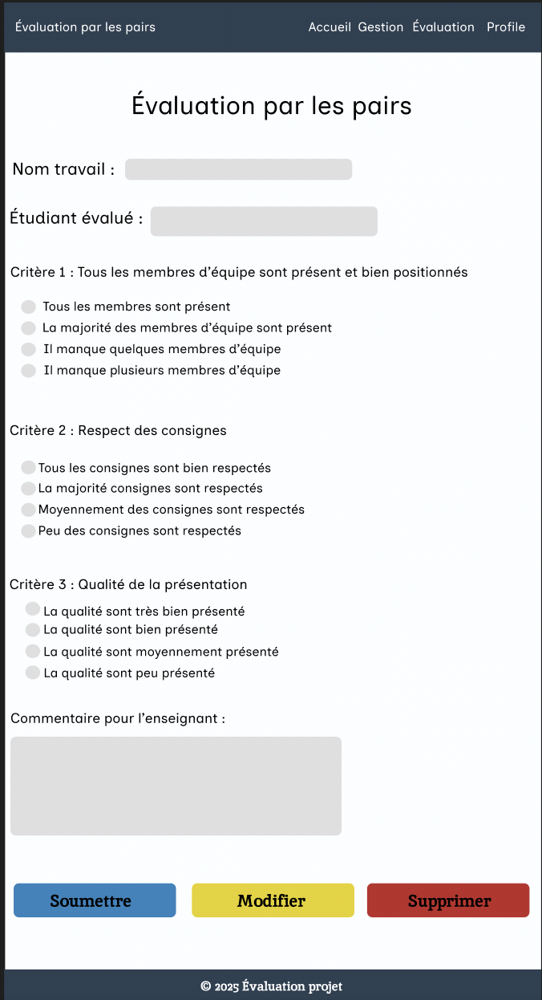 Évaluation par les pairs
Accueil Gestion Évaluation Profile
Évaluation par les pairs
Nom travail :
Étudiant évalué :
Critère 1 : Tous les membres d'équipe sont présent et bien positionnés
Tous les membres sont présent
La majorité des membres d'équipe sont présent
Il manque quelques membres d'équipe
Il manque plusieurs membres d'équipe
Critère 2 : Respect des consignes
Tous les consignes sont bien respectés
La majorité consignes sont respectés
Moyennement des consignes sont respectés
Peu des consignes sont respectés
Critère 3 : Qualité de la présentation
La qualité sont très bien présenté
La qualité sont bien présenté
La qualité sont moyennement présenté
La qualité sont peu présenté
Commentaire pour l'enseignant :
Soumettre
Modifier
Supprimer
© 2025 Évaluation projet